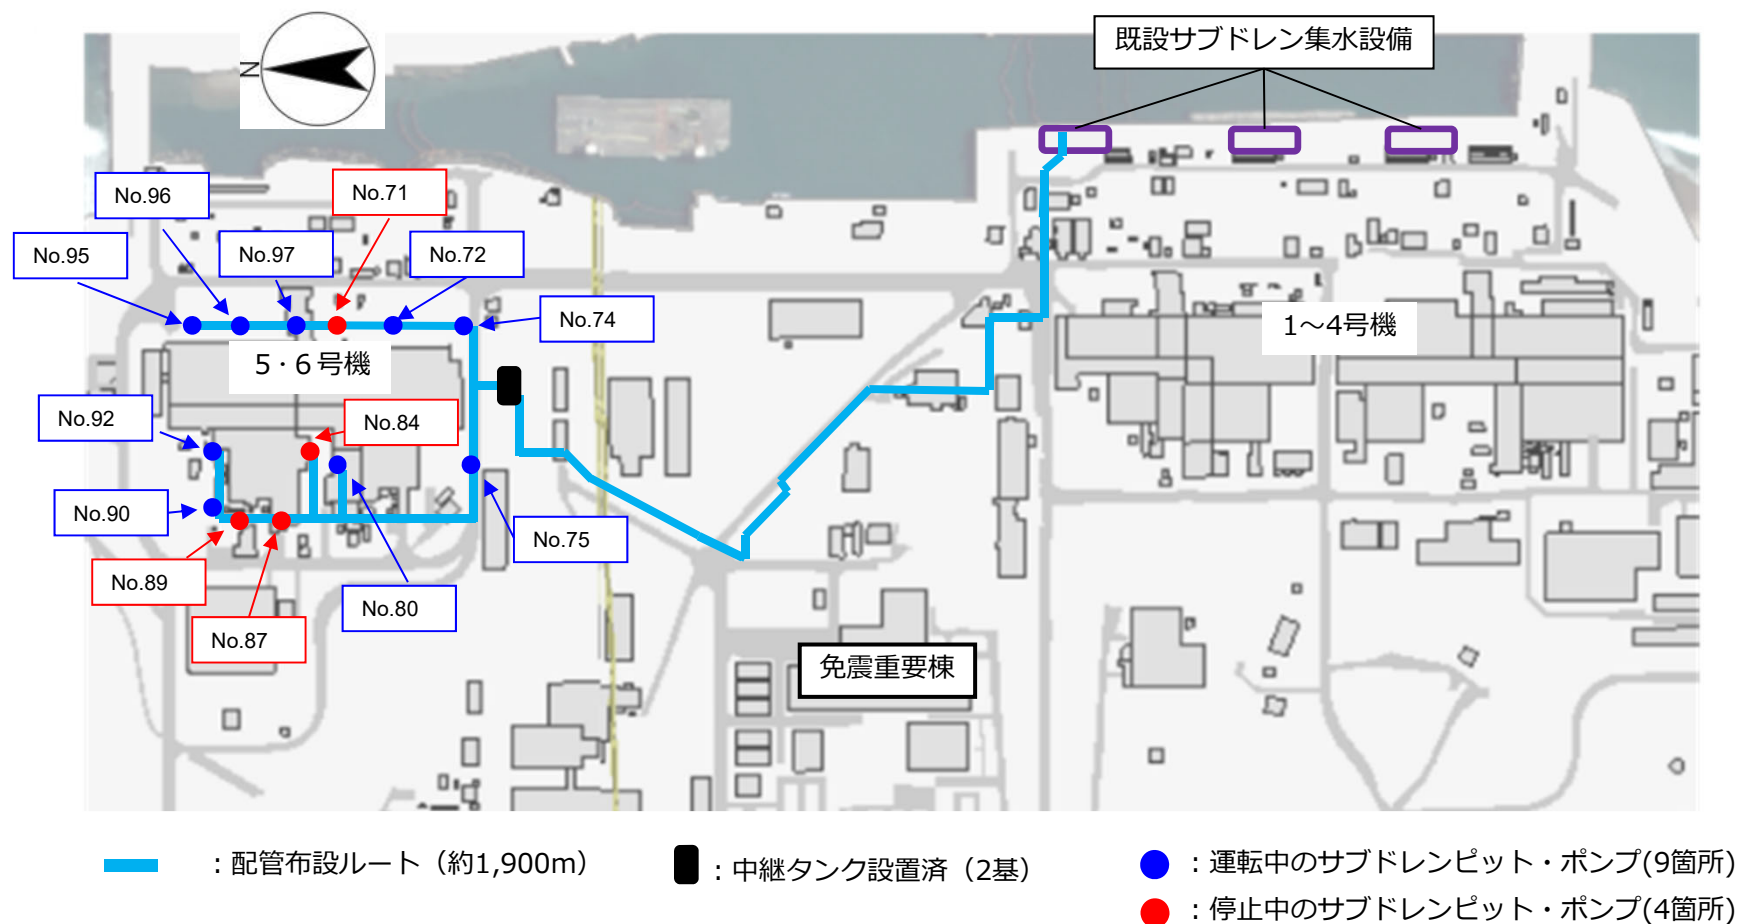 既設サブドレン集水設備
N
No.96
No.71
No.95
No.97
No.72
No.74
5・6号機
1～4号機
No.92
No.84
No.90
No.75
No.89
No.80
No.87
免震重要棟
：配管布設ルート（約1,900m）
：中継タンク設置済（2基）
：運転中のサブドレンピット・ポンプ(9箇所)
：停止中のサブドレンピット・ポンプ(4箇所)